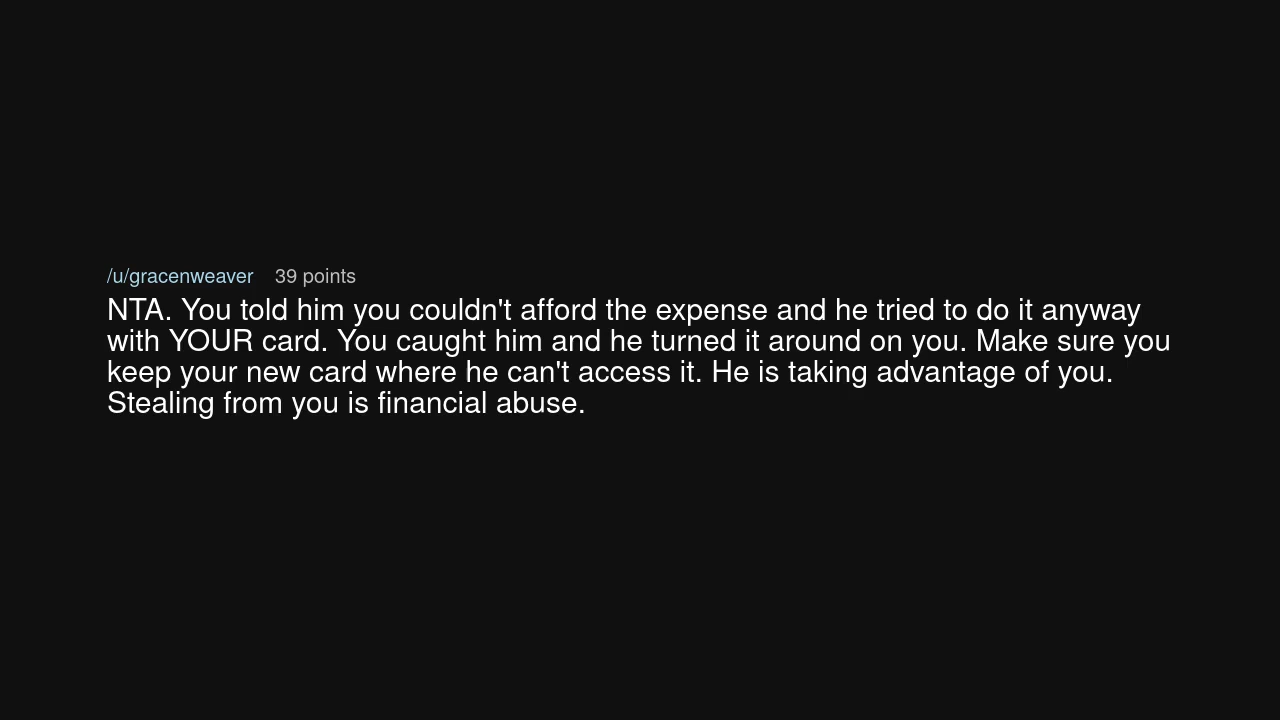 /u/gracenweaver 39 points
NTA. You told him you couldn't afford the expense and he tried to do it anyway
with YOUR card. You caught him and he turned it around on you. Make sure you
keep your new card where he can't access it. He is taking advantage of you.
Stealing from you is financial abuse.